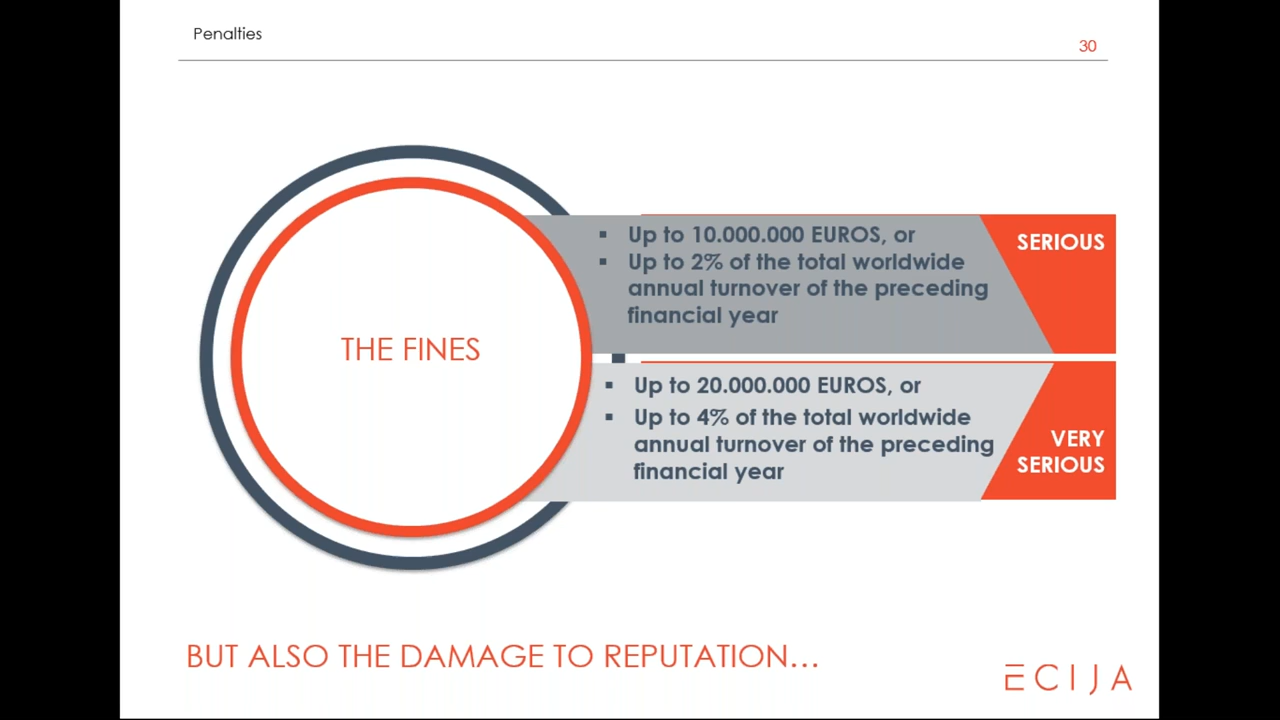 Penalties
30
THE FINES
▪ Up to 10.000.000 EUROS, or
▪ Up to 2% of the total worldwide
annual turnover of the preceding
financial year
SERIOUS
▪ Up to 20.000.000 EUROS, or
▪ Up to 4% of the total worldwide
annual turnover of the preceding
financial year
VERY
SERIOUS
BUT ALSO THE DAMAGE TO REPUTATION...
ECIJA